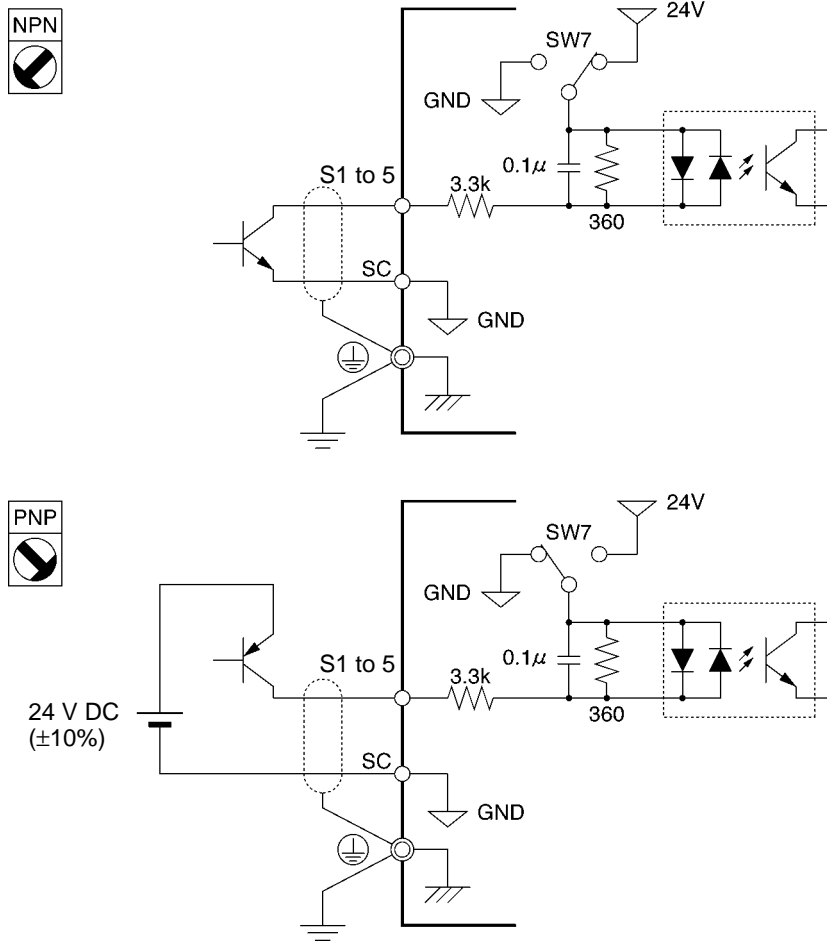 NPN
24V
SW7
GND
S1 to 5
0.1μ
3.3k
360
SC
GND
PNP
24V
SW7
GND
S1 to 5
0.1μ
3.3k
360
24 V DC
(±10%)
SC
GND